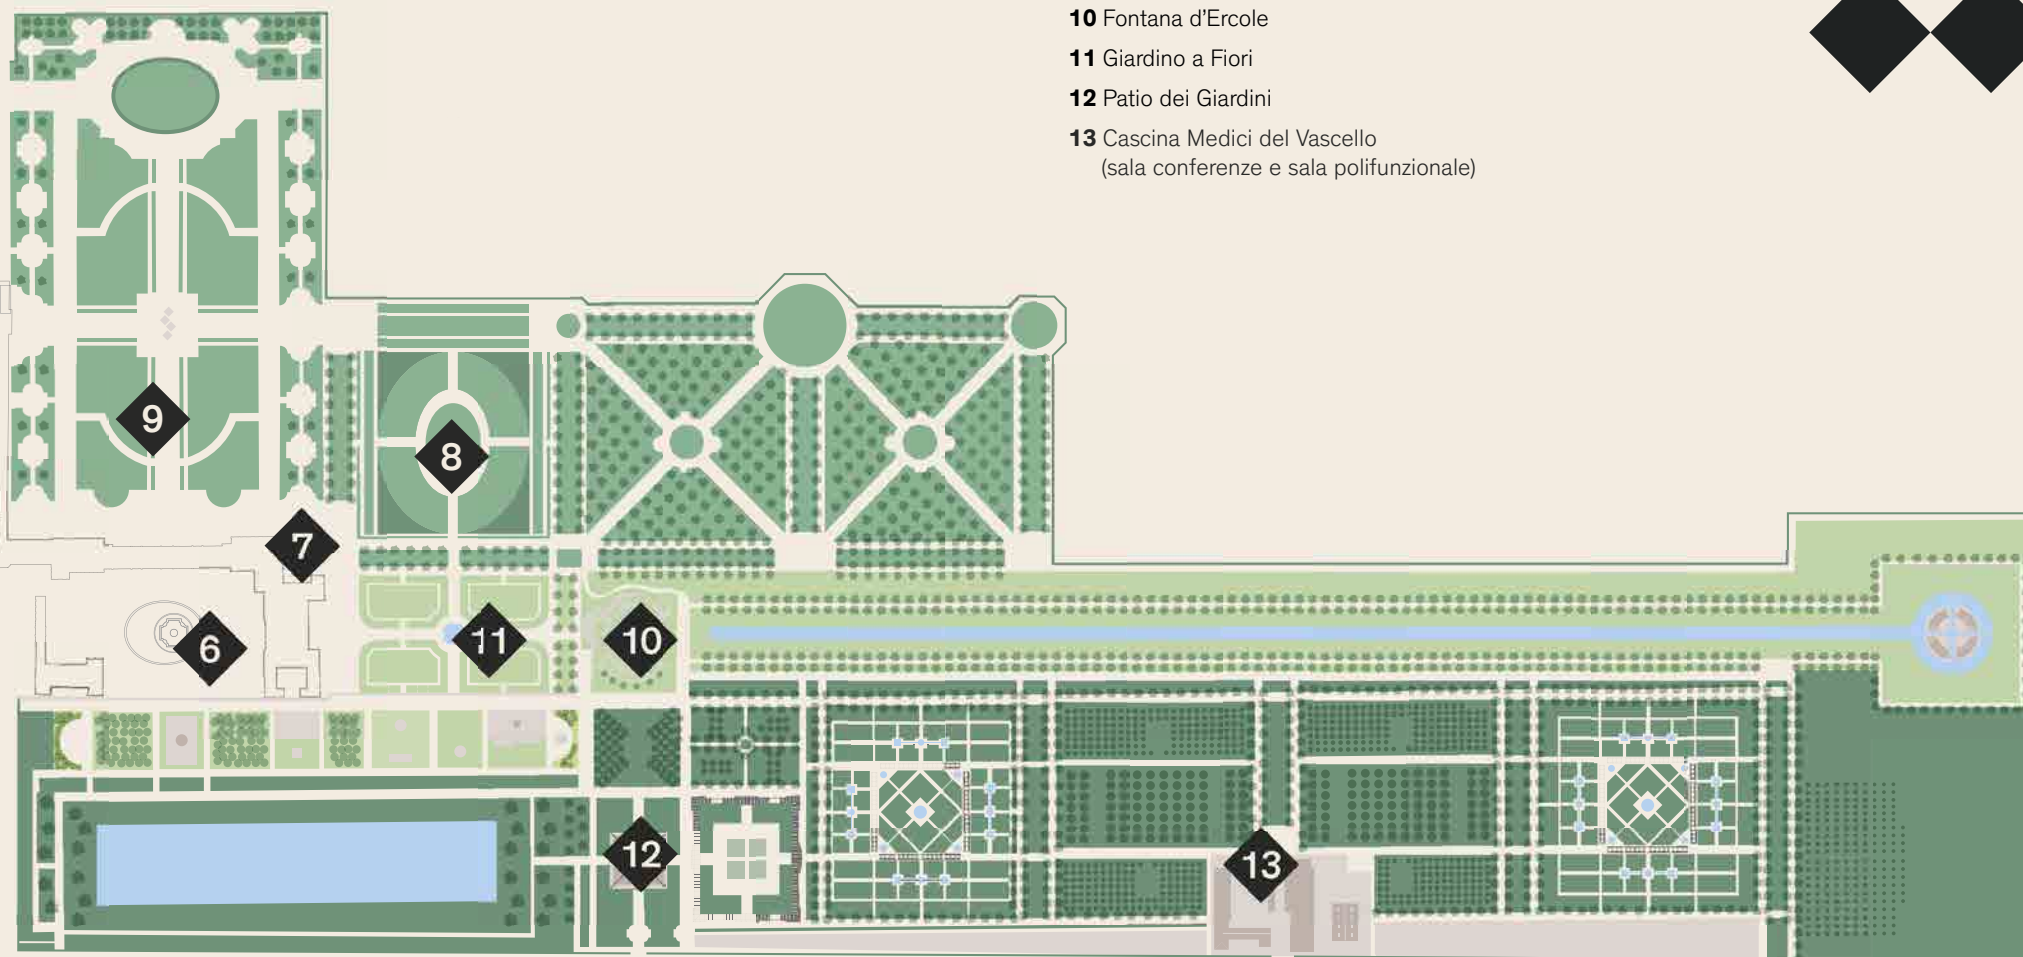 10 Fontana d’Ercole
11 Giardino a Fiori
12 Patio dei Giardini
13 Cascina Medici del Vascello
(sala conferenze e sala polifunzionale)
9
8
7
6
11
10
12
13